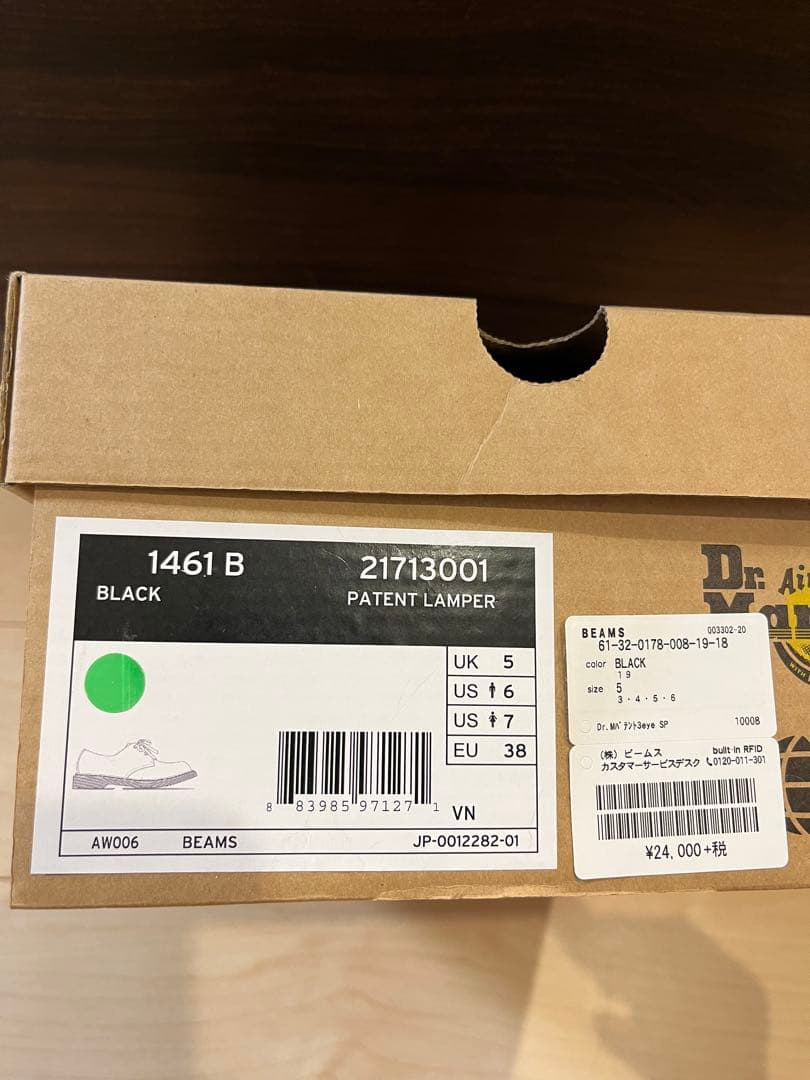 1461 B
21713001
BLACK
PATENT LAMPER
UK 5
US 6
US 7
EU 38
8 83985 97127 1
VN
AW006 BEAMS JP-0012282-01
Dr. Air
BEAMS 003302-20
61-32-0178-008-19-18
color BLACK
19
size 5
3・4・5・6
Dr.Mパテント3eye SP 10008
(株) ビームス built-in RFID
カスタマーサービスデスク 0120-011-301
¥24,000+税